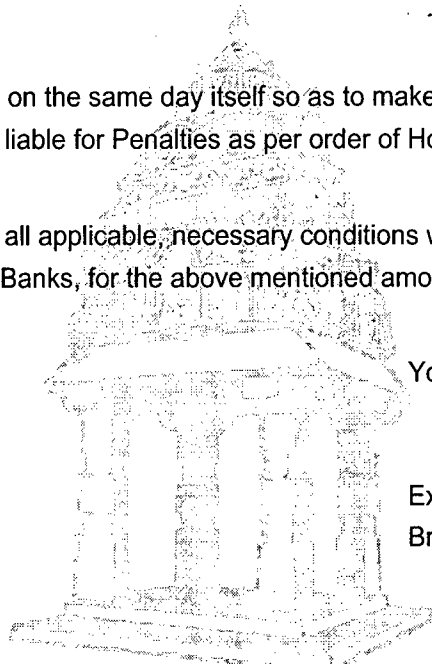 on the same day itself so as to make
liable for Penalties as per order of Ho
all applicable, necessary conditions w
Banks, for the above mentioned amo
Yo
Ex
Br